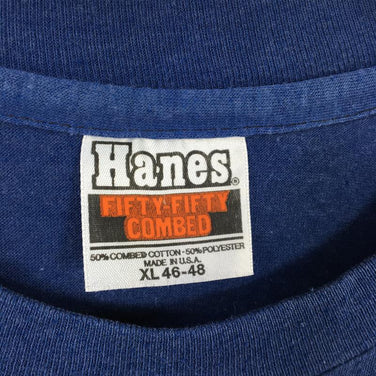 Hanes®
FIFTY-FIFTY
COMBED
50% COMBED COTTON - 50% POLYESTER
MADE IN U.S.A.
XL 46-48